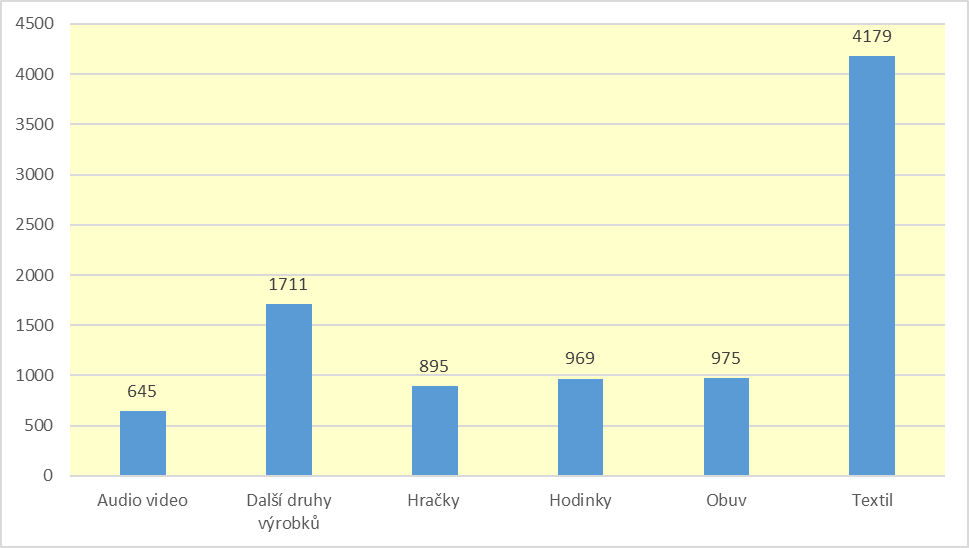 4500
4000
3500
3000
2500
2000
1500
1000
500
0
645
1711
895
969
975
4179
Audio video
Další druhy
výrobků
Hračky
Hodinky
Obuv
Textil